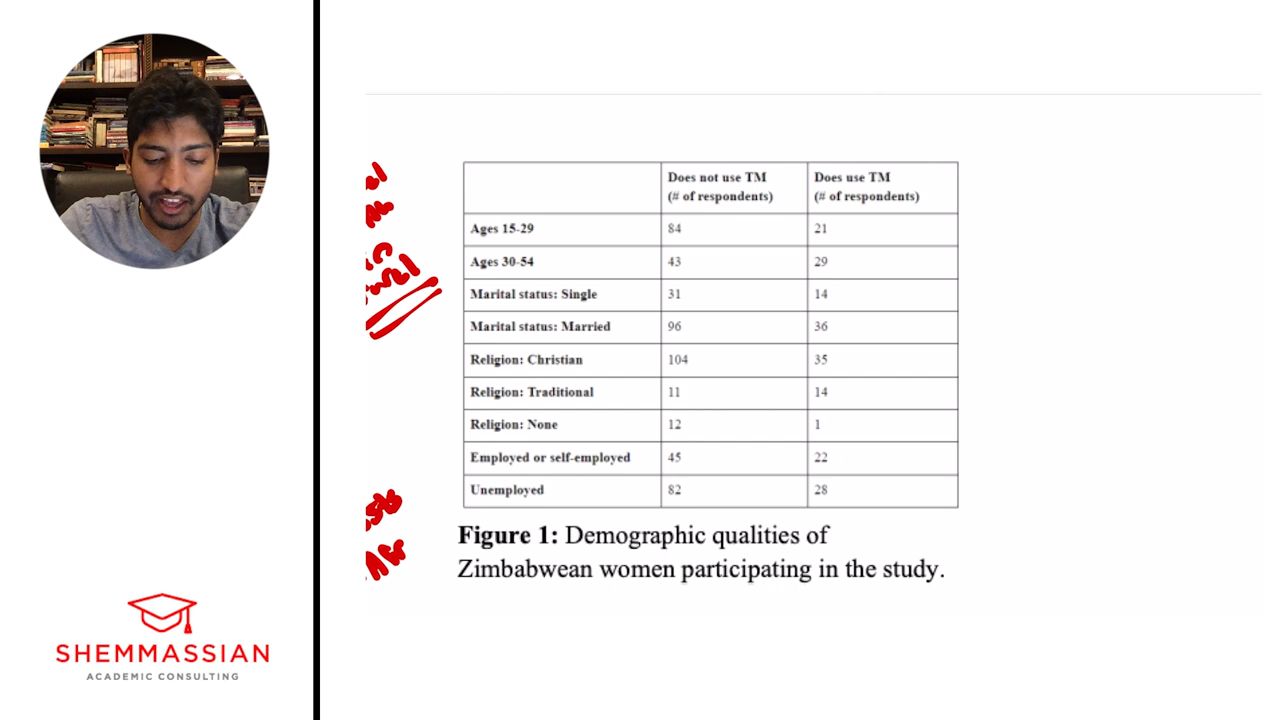 Does not use TM
(# of respondents)
Does use TM
(# of respondents)
Ages 15-29 84 21
Ages 30-54 43 29
Marital status: Single 31 14
Marital status: Married 96 36
Religion: Christian 104 35
Religion: Traditional 11 14
Religion: None 12 1
Employed or self-employed 45 22
Unemployed 82 28
Figure 1: Demographic qualities of
Zimbabwean women participating in the study.
SHEMMASSIAN
ACADEMIC CONSULTING